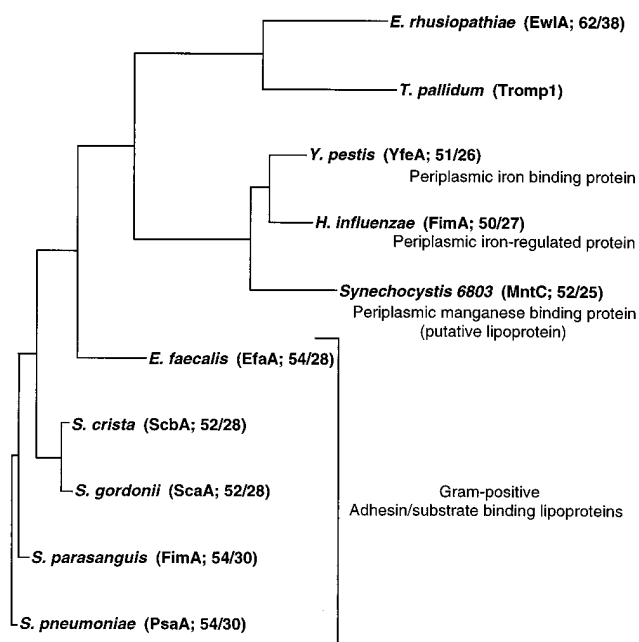 E. rhusiopathiae (EwlA; 62/38)
T. pallidum (Tromp1)
Y. pestis (YfeA; 51/26)
Periplasmic iron binding protein
H. influenzae (FimA; 50/27)
Periplasmic iron-regulated protein
Synechocystis 6803 (MntC; 52/25)
Periplasmic manganese binding protein
(putative lipoprotein)
E. faecalis (EfaA; 54/28)
S. crista (ScbA; 52/28)
S. gordonii (ScaA; 52/28)
Gram-positive
Adhesin/substrate binding lipoproteins
S. parasanguis (FimA; 54/30)
S. pneumoniae (PsaA; 54/30)